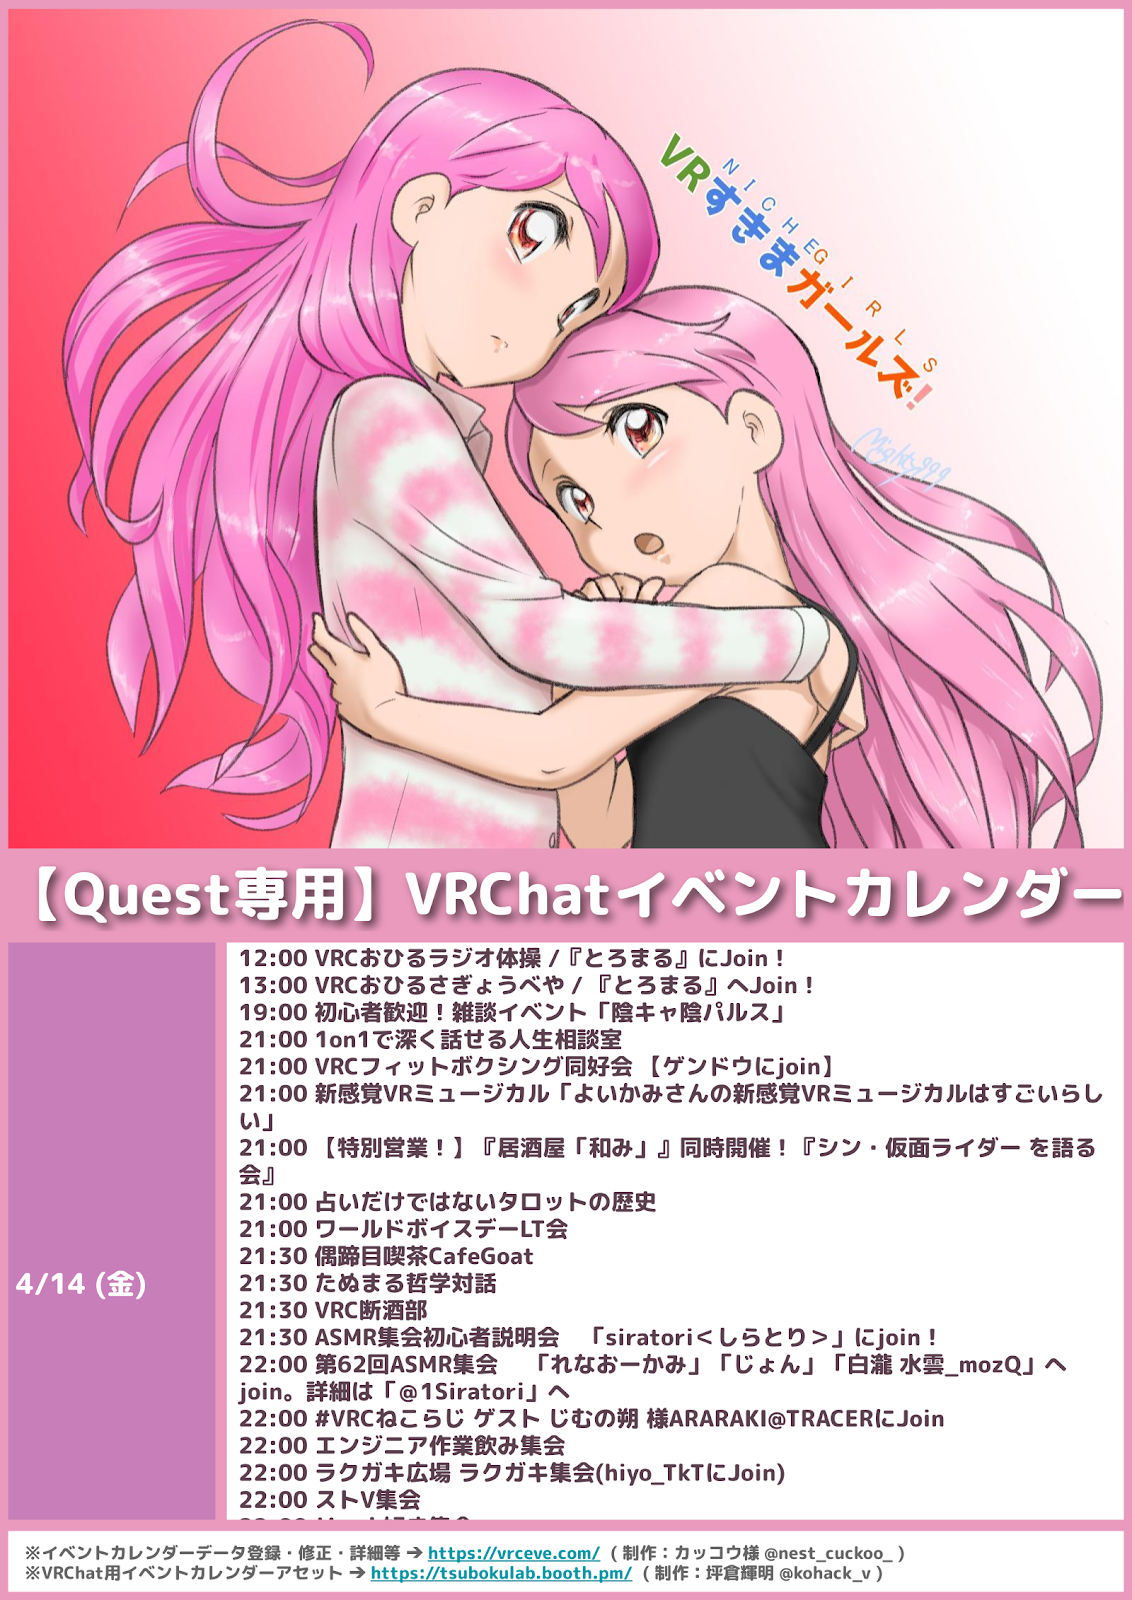 VRすきまガールズ!
NICHE GIRLS
Mighty999
【Quest専用】VRChatイベントカレンダー
4/14 (金)
12:00 VRCおひるラジオ体操 /『とろまる』にJoin！
13:00 VRCおひるさぎょうべや / 『とろまる』へJoin！
19:00 初心者歓迎！雑談イベント「陰キャ陰パルス」
21:00 1on1で深く話せる人生相談室
21:00 VRCフィットボクシング同好会 【ゲンドウにjoin】
21:00 新感覚VRミュージカル「よいかみさんの新感覚VRミュージカルはすごいらし
い」
21:00 【特別営業！】『居酒屋「和み」』同時開催！『シン・仮面ライダー を語る
会』
21:00 占いだけではないタロットの歴史
21:00 ワールドボイスデーLT会
21:30 偶蹄目喫茶CafeGoat
21:30 たぬまる哲学対話
21:30 VRC断酒部
21:30 ASMR集会初心者説明会　「siratori＜しらとり＞」にjoin！
22:00 第62回ASMR集会　「れなおーかみ」「じょん」「白瀧 水雲_mozQ」へ
join。詳細は「@1Siratori」へ
22:00 #VRCねこらじ ゲスト じむの朔 様ARARAKI@TRACERにJoin
22:00 エンジニア作業飲み集会
22:00 ラクガキ広場 ラクガキ集会(hiyo_TkTにJoin)
22:00 ストV集会
※イベントカレンダーデータ登録・修正・詳細等 ➔ https://vrceve.com/ ( 制作：カッコウ様 @nest_cuckoo_ )
※VRChat用イベントカレンダーアセット ➔ https://tsubokulab.booth.pm/ ( 制作：坪倉輝明 @kohack_v )